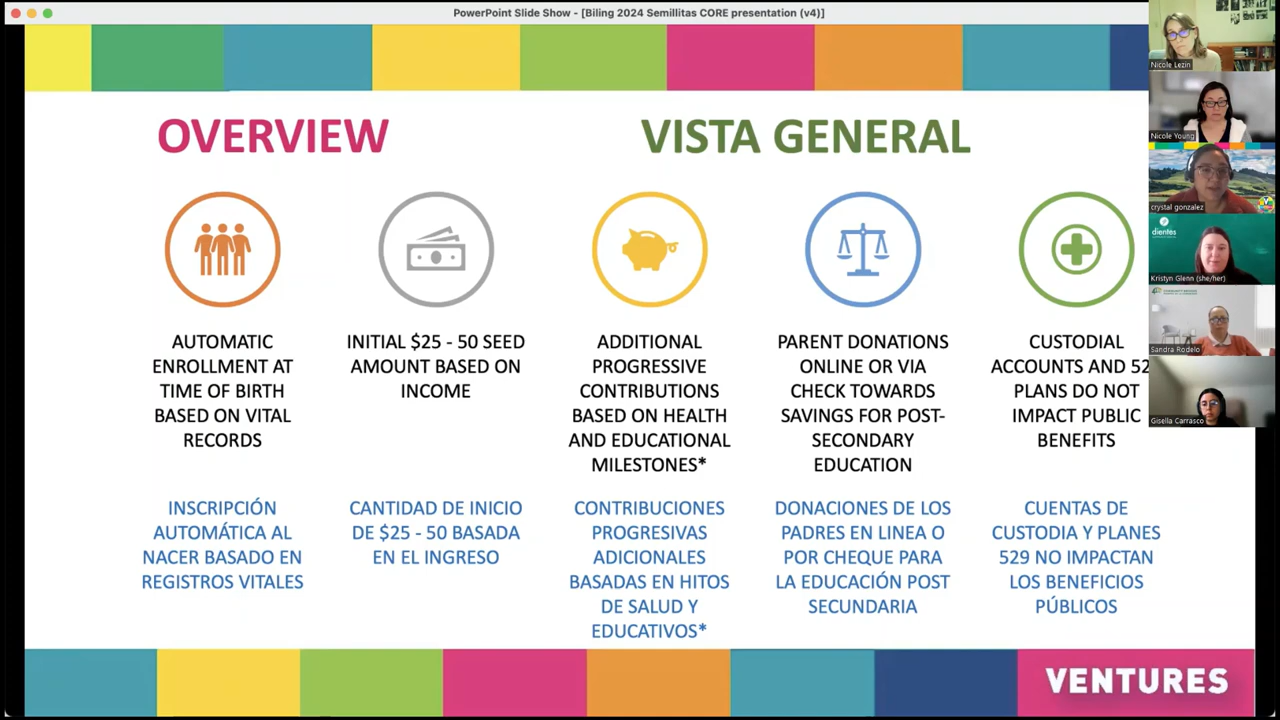 PowerPoint Slide Show - [Biling 2024 Semillitas CORE presentation (v4)]
OVERVIEW
VISTA GENERAL
AUTOMATIC
ENROLLMENT AT
TIME OF BIRTH
BASED ON VITAL
RECORDS
INITIAL $25 - 50 SEED
AMOUNT BASED ON
INCOME
ADDITIONAL
PROGRESSIVE
CONTRIBUTIONS
BASED ON HEALTH
AND EDUCATIONAL
MILESTONES*
PARENT DONATIONS
ONLINE OR VIA
CHECK TOWARDS
SAVINGS FOR POST-
SECONDARY
EDUCATION
CUSTODIAL
ACCOUNTS AND 52
PLANS DO NOT
IMPACT PUBLIC
BENEFITS
INSCRIPCIÓN
AUTOMÁTICA AL
NACER BASADO EN
REGISTROS VITALES
CANTIDAD DE INICIO
DE $25 - 50 BASADA
EN EL INGRESO
CONTRIBUCIONES
PROGRESIVAS
ADICIONALES
BASADAS EN HITOS
DE SALUD Y
EDUCATIVOS*
DONACIONES DE LOS
PADRES EN LINEA O
POR CHEQUE PARA
LA EDUCACIÓN POST
SECUNDARIA
CUENTAS DE
CUSTODIA Y PLANES
529 NO IMPACTAN
LOS BENEFICIOS
PÚBLICOS
VENTURES
Nicole Lezin
Nicole Young
crystal gonzalez
dientes
Kristyn Glenn (she/her)
Sandra Rodelo
Gisella Carrasco